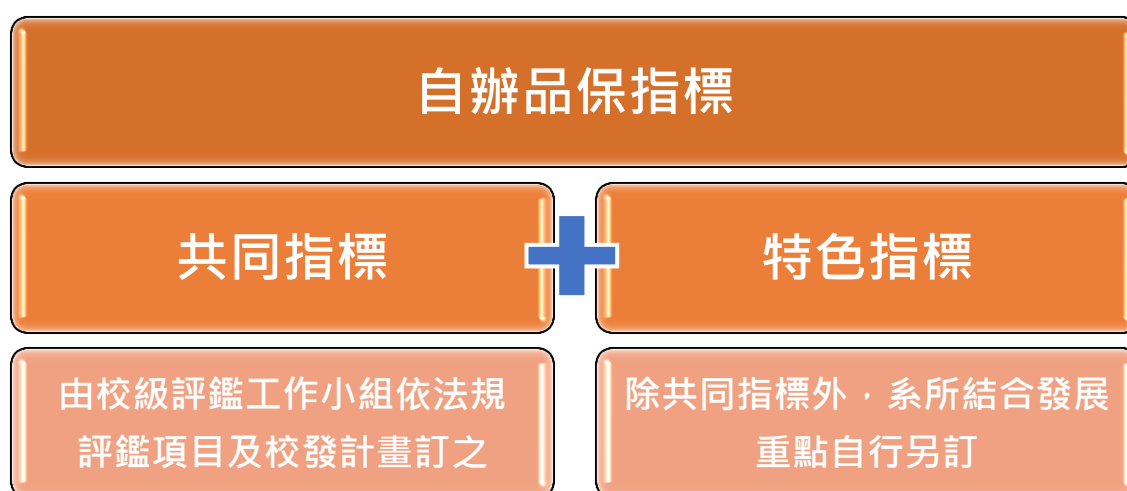 自辦品保指標
共同指標
特色指標
由校級評鑑工作小組依法規
評鑑項目及校發計畫訂之
除共同指標外，系所結合發展
重點自行另訂